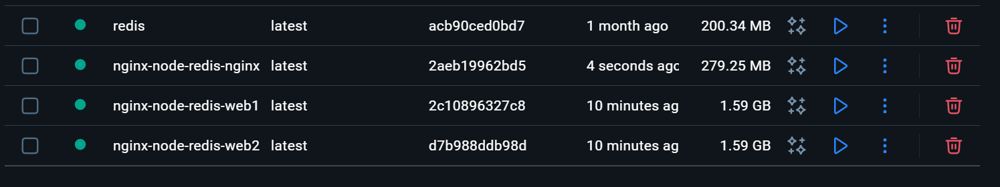 redis latest acb90ced0bd7 1 month ago 200.34 MB
nginx-node-redis-nginx latest 2aeb19962bd5 4 seconds ago 279.25 MB
nginx-node-redis-web1 latest 2c10896327c8 10 minutes ag 1.59 GB
nginx-node-redis-web2 latest d7b988ddb98d 10 minutes ag 1.59 GB